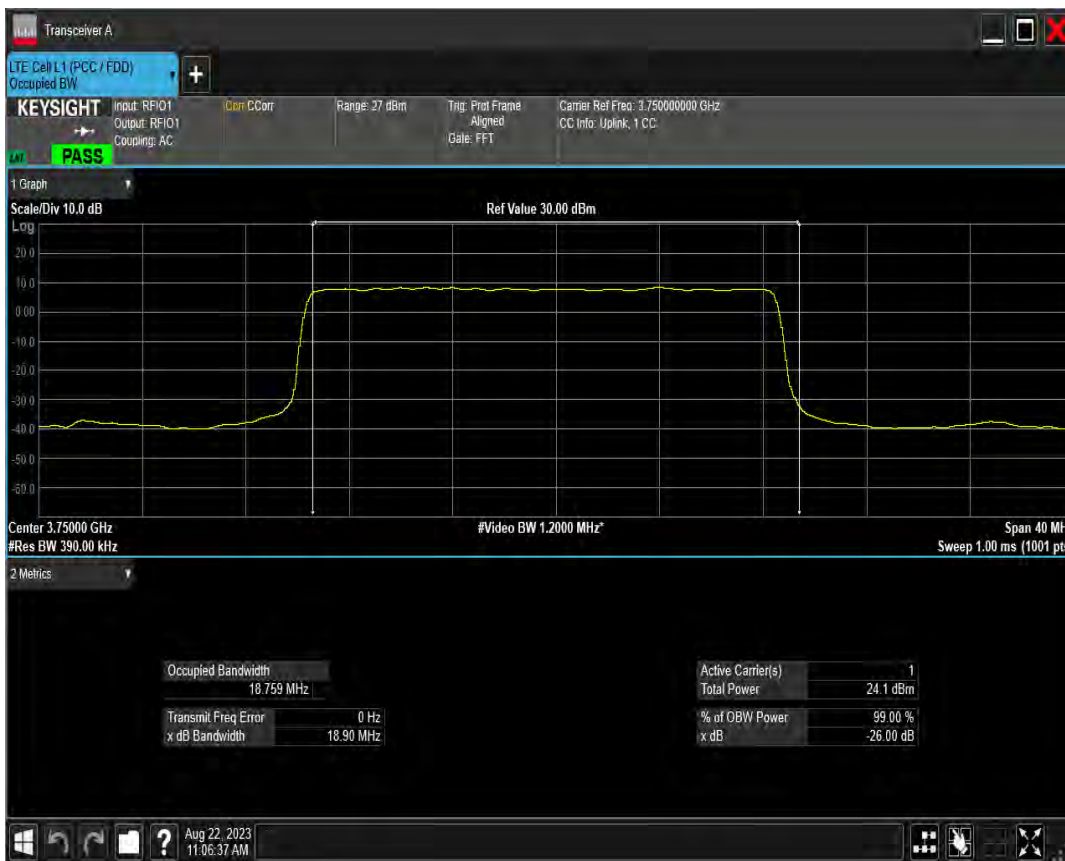 Transceiver A
LTE Cell L1 (PCC / FDD)
Occupied BW
+
KEYSIGHT
Input: RFIO1
Output: RFIO1
Coupling: AC
Corr CCorr
Range: 27 dBm
Trig: Prot Frame
Aligned
Gate: FFT
Carrier Ref Freq: 3.750000000 GHz
CC Info: Uplink, 1 CC
PASS
1 Graph
Scale/Div 10.0 dB
Ref Value 30.00 dBm
Log
20.0
10.0
0.00
-10.0
-20.0
-30.0
-40.0
-50.0
-60.0
Center 3.75000 GHz
#Video BW 1.2000 MHz*
Span 40 MH
#Res BW 390.00 kHz
Sweep 1.00 ms (1001 pt
2 Metrics
Occupied Bandwidth
18.759 MHz
Transmit Freq Error 0 Hz
x dB Bandwidth 18.90 MHz
Active Carrier(s) 1
Total Power 24.1 dBm
% of OBW Power 99.00 %
x dB -26.00 dB
?
Aug 22, 2023
11:06:37 AM